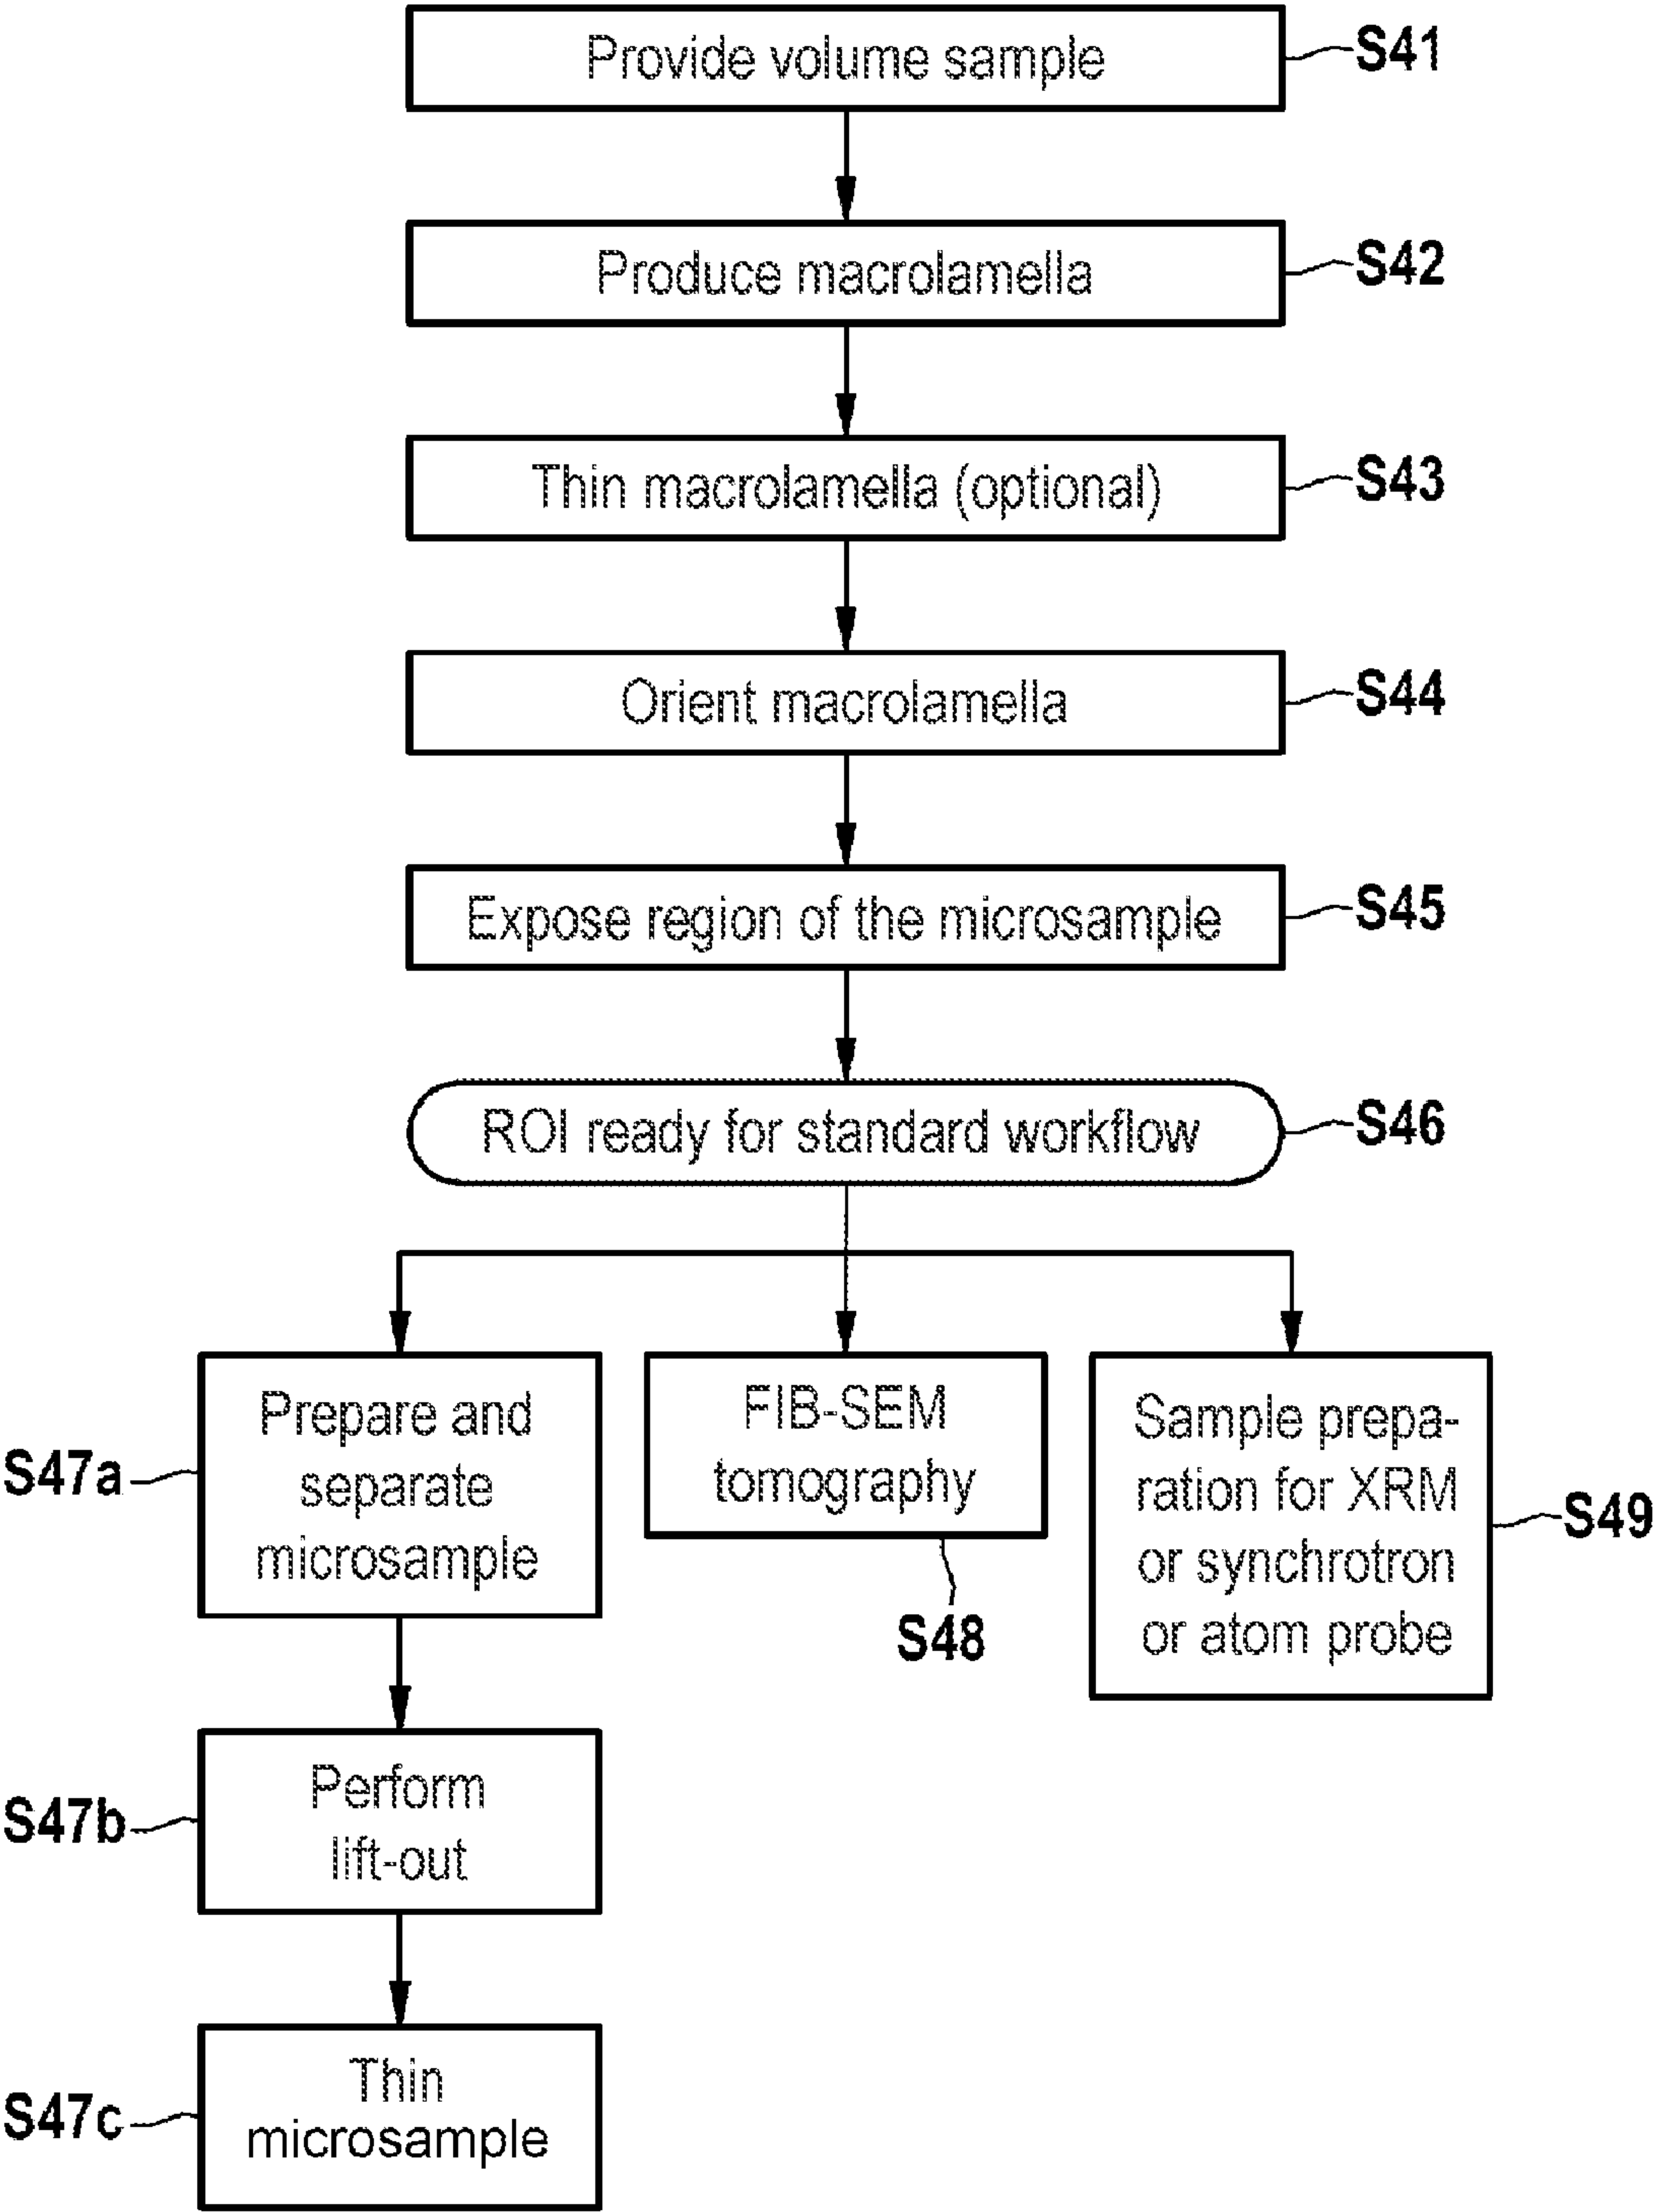 Provide volume sample
S41
Produce macrolamella
S42
Thin macrolamella (optional)
S43
Orient macrolamella
S44
Expose region of the microsample
S45
ROI ready for standard workflow
S46
S47a
Prepare and
separate
microsample
FIB-SEM
tomography
S48
Sample prepa-
ration for XRM
or synchrotron
or atom probe
S49
S47b
Perform
lift-out
S47c
Thin
microsample